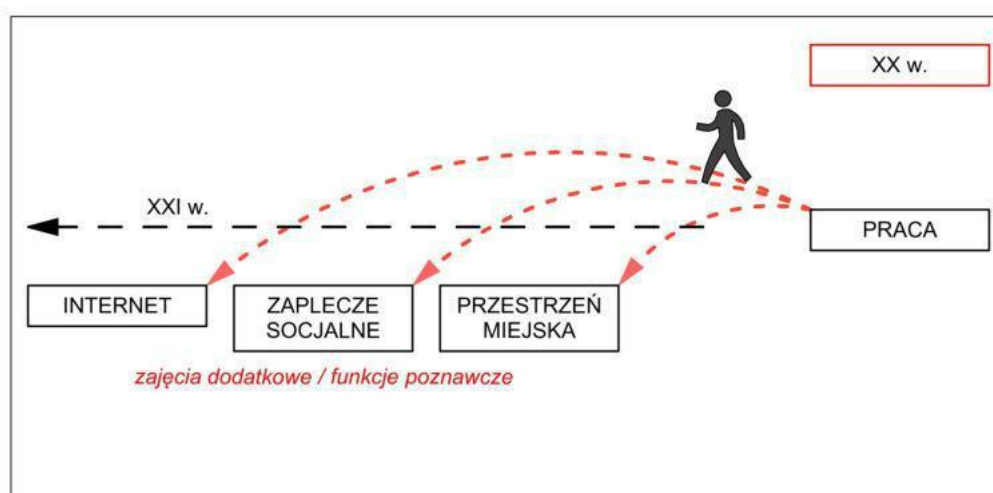 XX w.
XXI w.
PRACA
INTERNET
ZAPLECZE
SOCJALNE
PRZESTRZEŃ
MIEJSKA
zajęcia dodatkowe / funkcje poznawcze